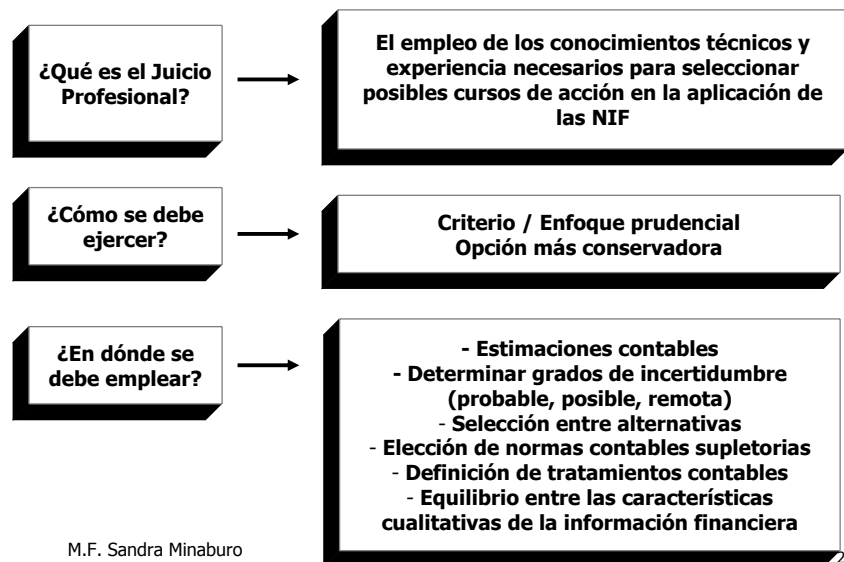 ¿Qué es el Juicio
Profesional?
El empleo de los conocimientos técnicos y
experiencia necesarios para seleccionar
posibles cursos de acción en la aplicación de
las NIF
¿Cómo se debe
ejercer?
Criterio / Enfoque prudencial
Opción más conservadora
¿En dónde se
debe emplear?
- Estimaciones contables
- Determinar grados de incertidumbre
(probable, posible, remota)
- Selección entre alternativas
- Elección de normas contables supletorias
- Definición de tratamientos contables
- Equilibrio entre las características
cualitativas de la información financiera
M.F. Sandra Minaburo